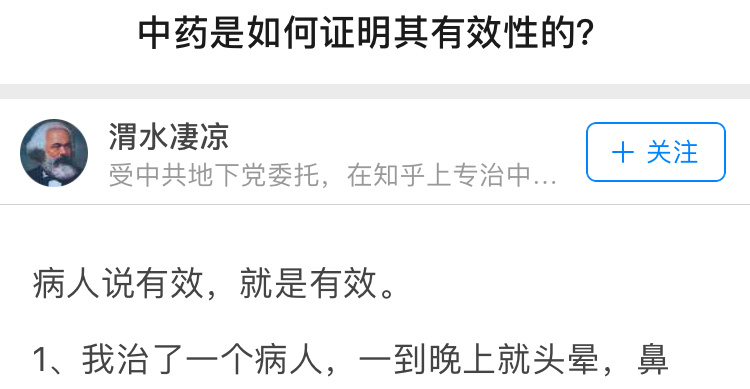 中药是如何证明其有效性的？
渭水凄凉
受中共地下党委托，在知乎上专治中…
＋ 关注
病人说有效，就是有效。
1、我治了一个病人，一到晚上就头晕，鼻